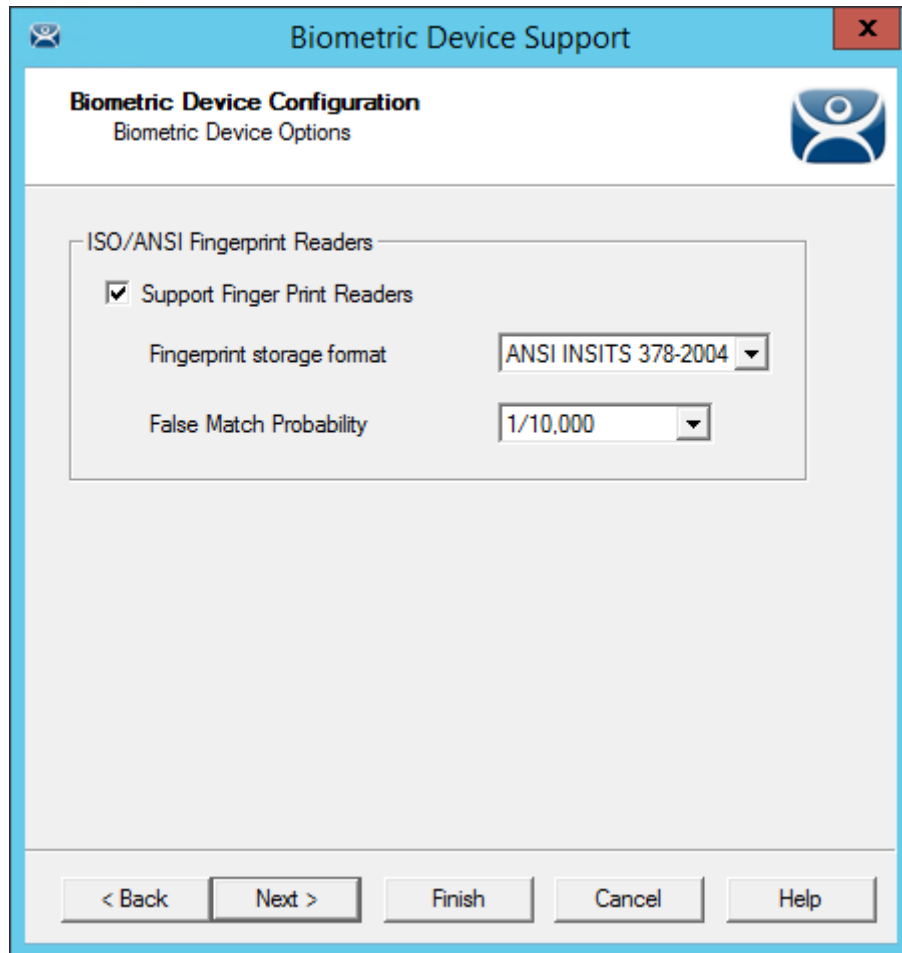 Biometric Device Support
x
Biometric Device Configuration
Biometric Device Options
ISO/ANSI Fingerprint Readers
Support Finger Print Readers
Fingerprint storage format ANSI INSITS 378-2004
False Match Probability 1/10,000
< Back Next > Finish Cancel Help